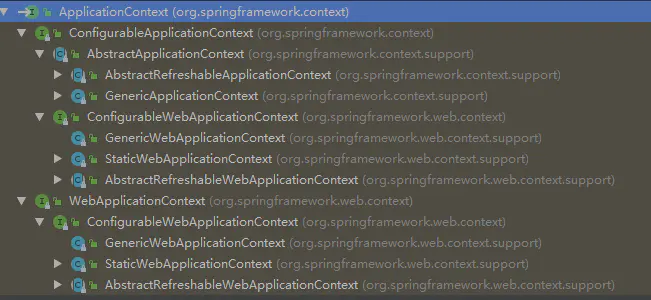 ApplicationContext (org.springframework.context)
ConfigurableApplicationContext (org.springframework.context)
AbstractApplicationContext (org.springframework.context.support)
AbstractRefreshableApplicationContext (org.springframework.context.support)
GenericApplicationContext (org.springframework.context.support)
ConfigurableWebApplicationContext (org.springframework.web.context)
GenericWebApplicationContext (org.springframework.web.context.support)
StaticWebApplicationContext (org.springframework.web.context.support)
AbstractRefreshableWebApplicationContext (org.springframework.web.context.support)
WebApplicationContext (org.springframework.web.context)
ConfigurableWebApplicationContext (org.springframework.web.context)
GenericWebApplicationContext (org.springframework.web.context.support)
StaticWebApplicationContext (org.springframework.web.context.support)
AbstractRefreshableWebApplicationContext (org.springframework.web.context.support)